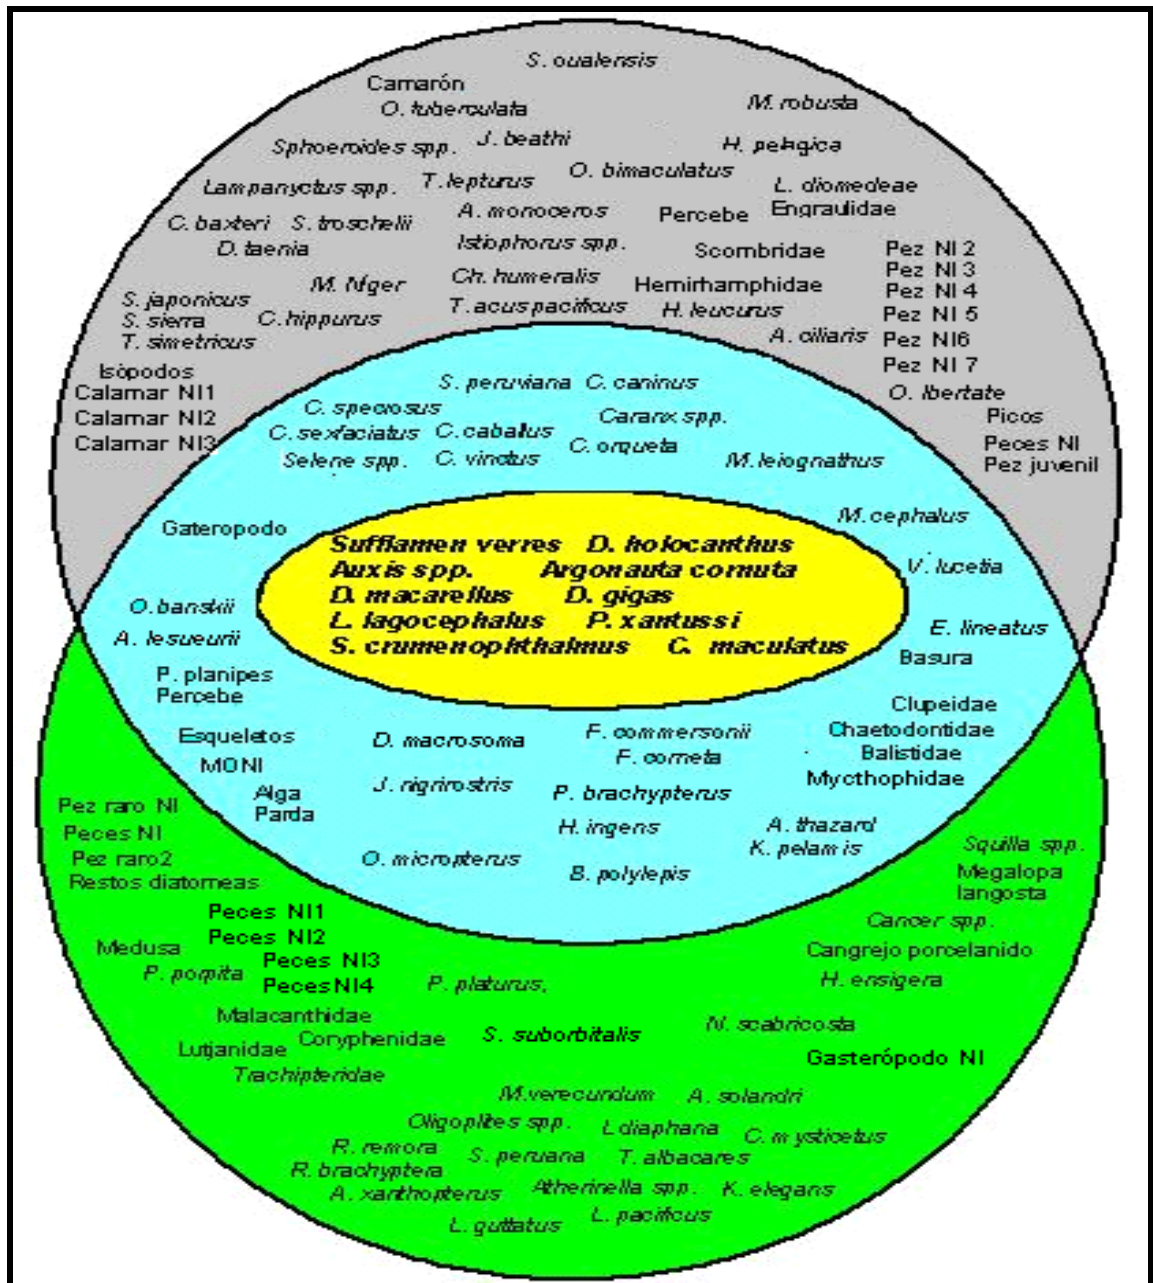 S. oualensis
Camarón
O. tuberculata
M. robusta
J. beathi
Sphoeroides spp.
H. pelagica
O. bimaculatus
T. lepturus
Lampanyctus spp.
L. diomedeae
A. monoceros
Percebe
Engraulidae
C. baxteri
S. troschelii
D. taenia
Istiophorus spp.
Scombridae
Pez NI 2
Pez NI 3
Pez NI 4
Pez NI 5
Pez NI6
Pez NI 7
M. Niger
Ch. humeralis
Hemirhamphidae
S. japonicus
T. acus pacificus
H. leucurus
S. sierra
C. hippurus
T. simetricus
A. ciliaris
Isópodos
Calamar NI1
Calamar NI2
Calamar NI3
O. lbertate
Picos
Peces NI
Pez juvenil
S. peruviana
C. caninus
C. speciosus
Caranx spp.
C. sexfaciatus
C. caballus
C. orqueta
Selene spp.
C. vinctus
M. leiognathus
Gateropodo
M. cephalus
V. lucetia
Sufflamen verres
D. holocanthus
Auxis spp.
Argonauta cornuta
D. macarellus
D. gigas
L. lagocephalus
P. xantussi
S. crumenophthalmus
C. maculatus
O. banskii
A. lesueurii
E. lineatus
Basura
P. planipes
Percebe
Clupeidae
Chaetodontidae
Balistidae
Mycthophidae
Esqueletos
MONI
D. macrosoma
F. commersonii
F. corneta
Alga
Parda
J. nigrirostris
P. brachypterus
H. ingens
A. thazard
K. pelamis
O. micropterus
B. polylepis
Pez raro NI
Peces NI
Pez raro2
Restos diatomeas
Squilla spp.
Megalopa
langosta
Peces NI1
Peces NI2
Peces NI3
Peces NI4
Medusa
P. porpita
Cancer spp.
Cangrejo porcelanido
H. ensigera
P. platurus,
Malacanthidae
Coryphenidae
Lutjanidae
Trachipteridae
S. suborbitalis
N. scabricosta
Gasterópodo NI
M.verecundum
A. solandri
Oligoplites spp.
I.diaphana
C. mysticetus
R. remora
S. peruana
T. albacares
R. brachyptera
A. xanthopterus
Atherinella spp.
K. elegans
L. guttatus
L. pacificus